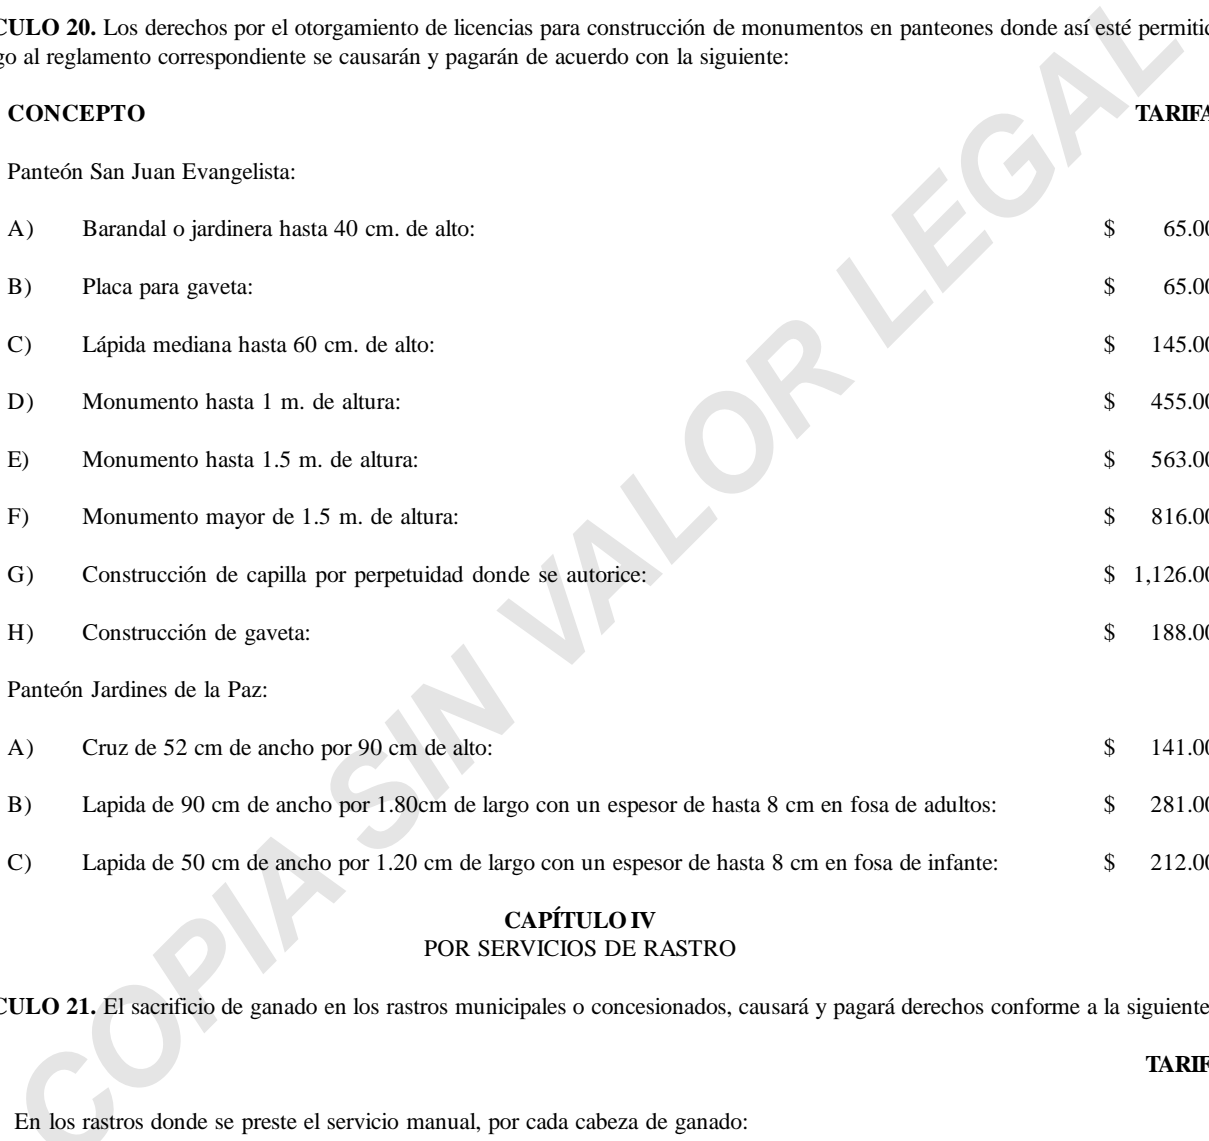 CULO 20. Los derechos por el otorgamiento de licencias para construcción de monumentos en panteones donde así esté permitic
go al reglamento correspondiente se causarán y pagarán de acuerdo con la siguiente:
CONCEPTO TARIFA
Panteón San Juan Evangelista:
A) Barandal o jardinera hasta 40 cm. de alto: $ 65.00
B) Placa para gaveta: $ 65.00
C) Lápida mediana hasta 60 cm. de alto: $ 145.00
D) Monumento hasta 1 m. de altura: $ 455.00
E) Monumento hasta 1.5 m. de altura: $ 563.00
F) Monumento mayor de 1.5 m. de altura: $ 816.00
G) Construcción de capilla por perpetuidad donde se autorice: $ 1,126.00
H) Construcción de gaveta: $ 188.00
Panteón Jardines de la Paz:
A) Cruz de 52 cm de ancho por 90 cm de alto: $ 141.00
B) Lapida de 90 cm de ancho por 1.80cm de largo con un espesor de hasta 8 cm en fosa de adultos: $ 281.00
C) Lapida de 50 cm de ancho por 1.20 cm de largo con un espesor de hasta 8 cm en fosa de infante: $ 212.00
CAPÍTULO IV
POR SERVICIOS DE RASTRO
CULO 21. El sacrificio de ganado en los rastros municipales o concesionados, causará y pagará derechos conforme a la siguiente
TARIF
En los rastros donde se preste el servicio manual, por cada cabeza de ganado:
COPIA SIN VALOR LEGAL